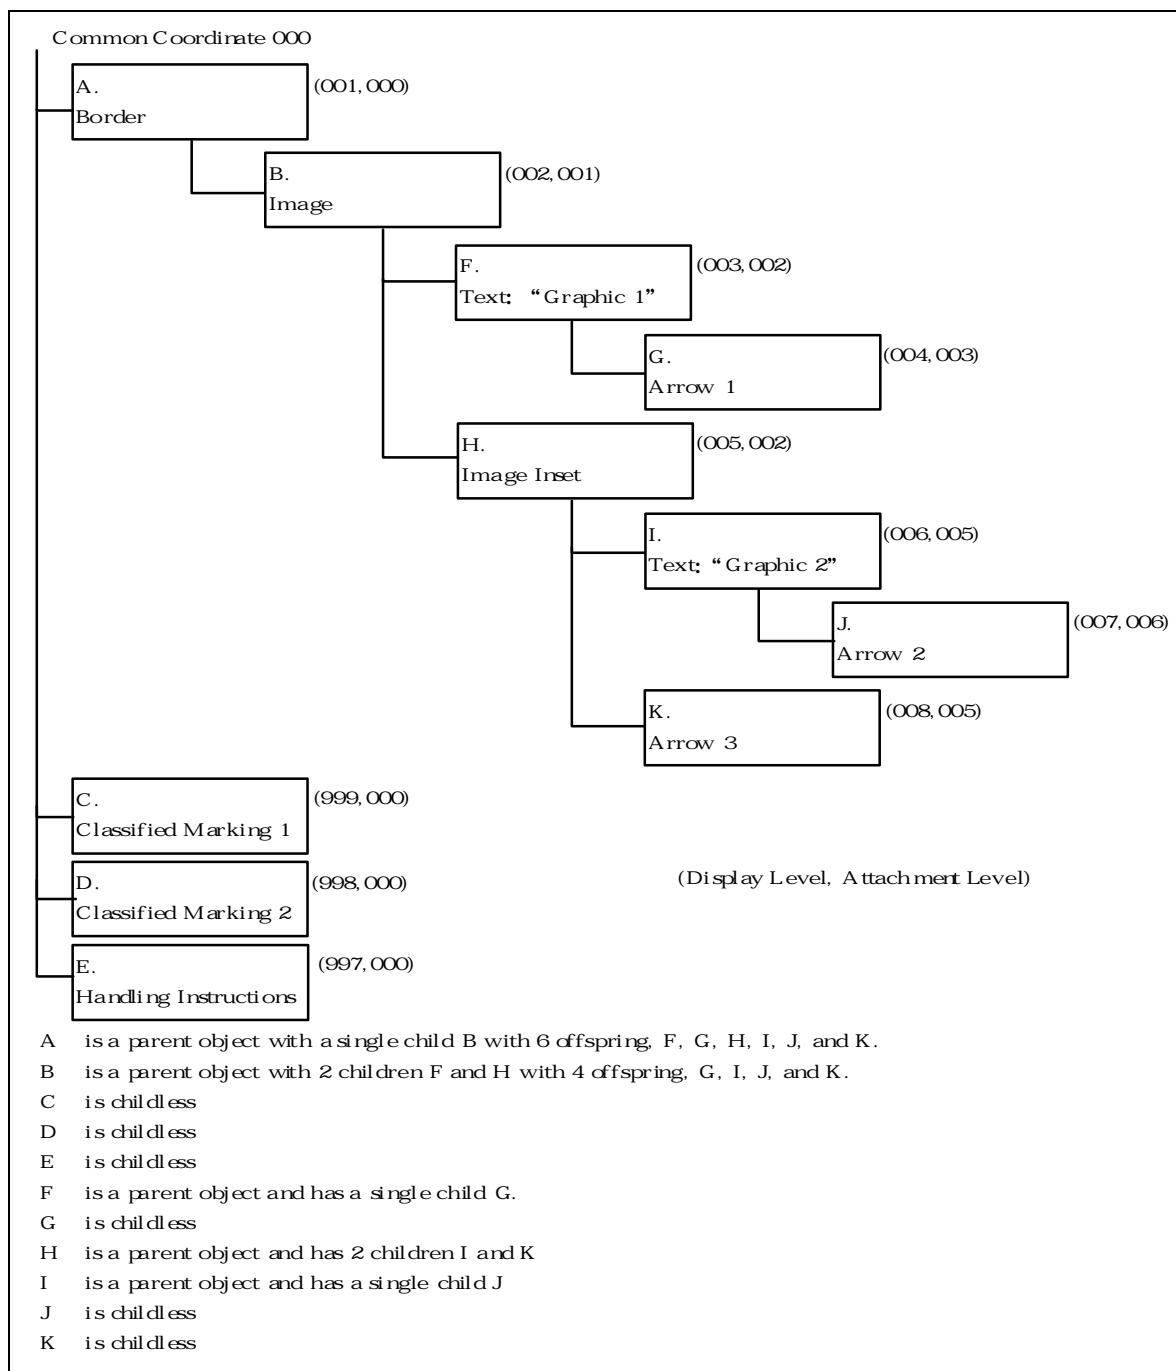 Common Coordinate 000
A.
Border
(001,000)
B.
Image
(002,001)
F.
Text: “Graphic 1”
(003,002)
G.
Arrow 1
(004,003)
H.
Image Inset
(005,002)
I.
Text: “Graphic 2”
(006,005)
J.
Arrow 2
(007,006)
K.
Arrow 3
(008,005)
C.
Classified Marking 1
(999,000)
D.
Classified Marking 2
(998,000)
(Display Level, Attachment Level)
E.
Handling Instructions
(997,000)
A is a parent object with a single child B with 6 offspring, F, G, H, I, J, and K.
B is a parent object with 2 children F and H with 4 offspring, G, I, J, and K.
C is childless
D is childless
E is childless
F is a parent object and has a single child G.
G is childless
H is a parent object and has 2 children I and K
I is a parent object and has a single child J
J is childless
K is childless